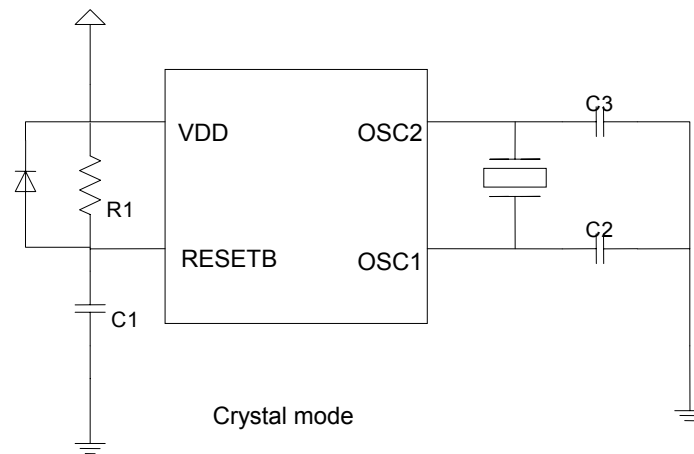 C3
VDD
OSC2
R1
C2
RESETB
OSC1
C1
Crystal mode